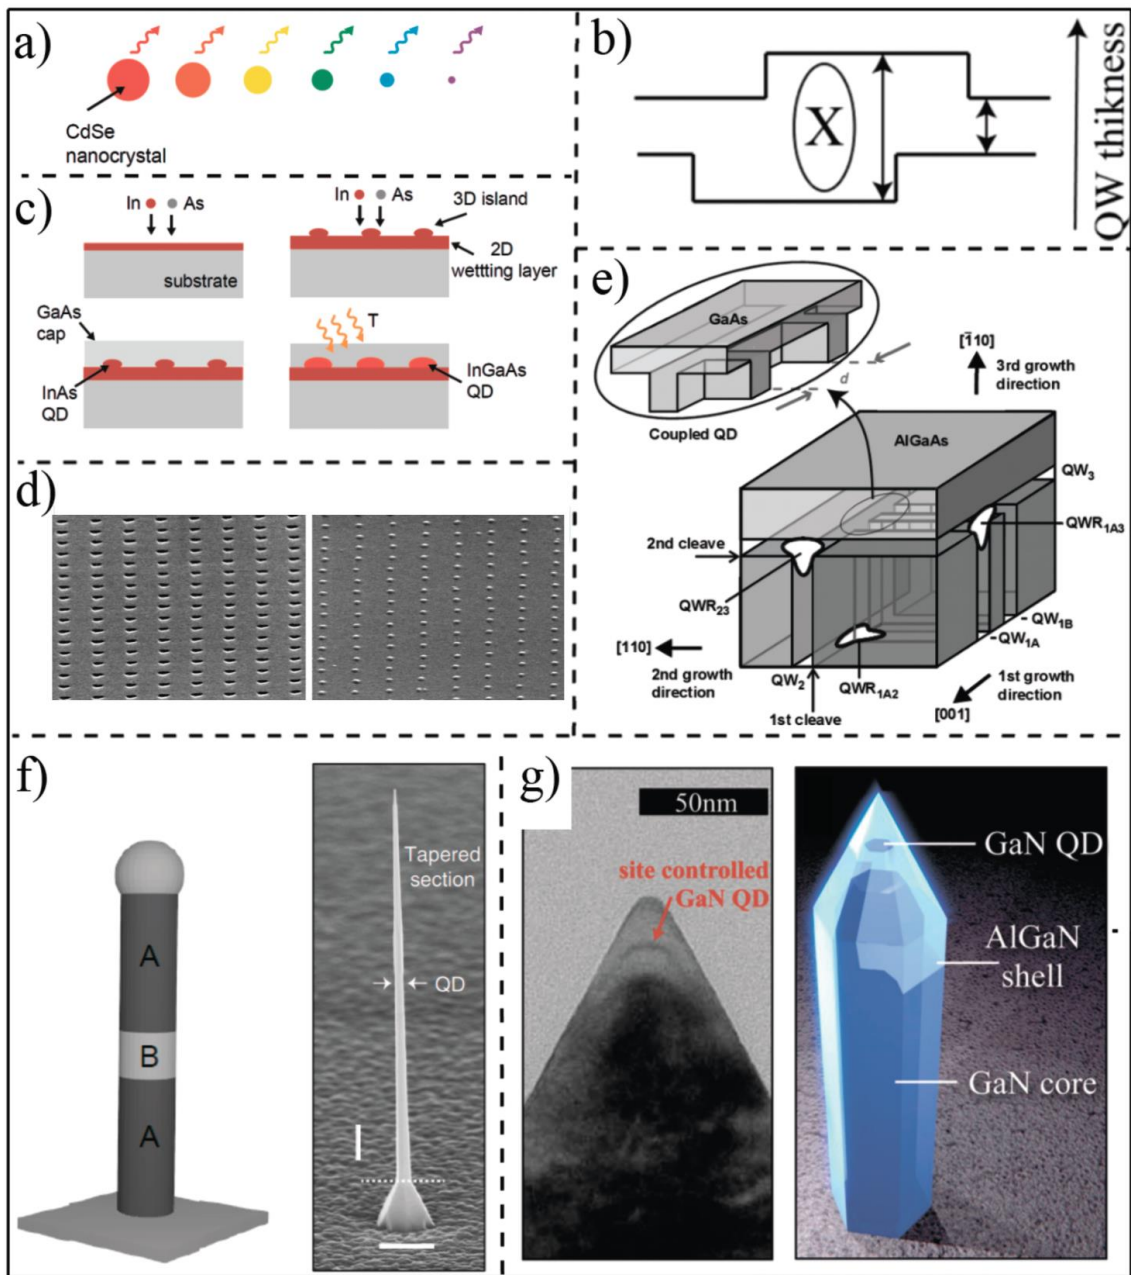 a)
CdSe
nanocrystal
b)
X
QW thikness
c)
In
As
substrate
In
As
3D island
2D
wettting layer
GaAs
cap
InAs
QD
T
InGaAs
QD
d)
e)
GaAs
d
Coupled QD
[1̄10]
3rd growth
direction
AlGaAs
QW3
QWR1A3
2nd cleave
QWR23
QW1B
QW1A
[110]
2nd growth
direction
QW2
QWR1A2
1st cleave
1st growth
direction
[001]
f)
A
B
A
Tapered
section
QD
g)
50nm
site controlled
GaN QD
GaN QD
AlGaN
shell
GaN core